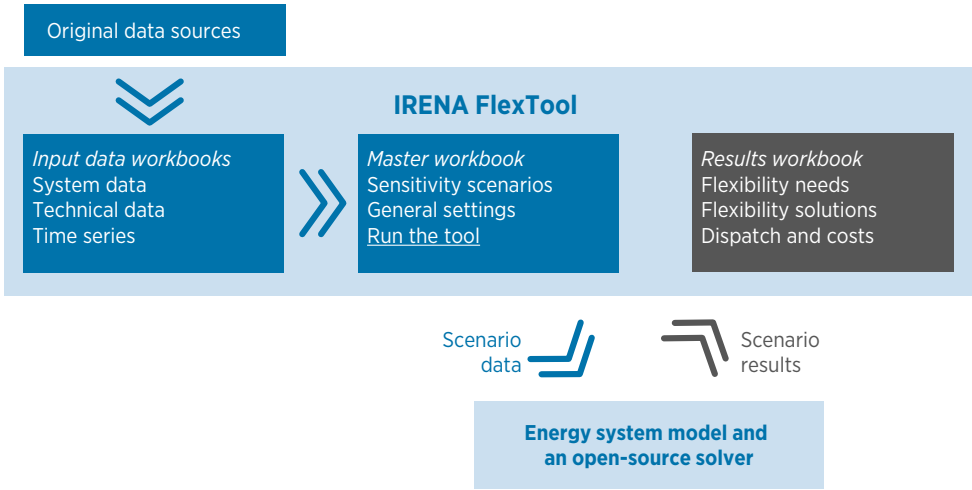 Original data sources
IRENA FlexTool
Input data workbooks
System data
Technical data
Time series
Master workbook
Sensitivity scenarios
General settings
Run the tool
Results workbook
Flexibility needs
Flexibility solutions
Dispatch and costs
Scenario
data
Scenario
results
Energy system model and
an open-source solver